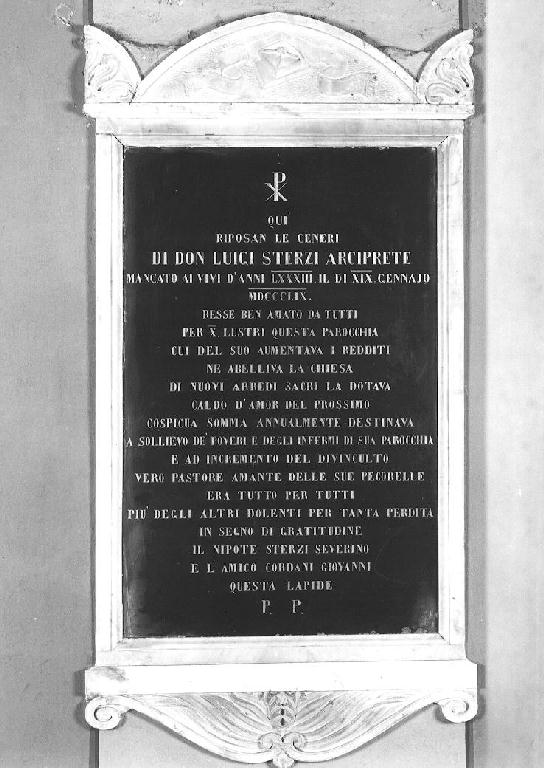 ☧
QUI
RIPOSAN LE CENERI
DI DON LUIGI STERZI ARCIPRETE
MANCATO AI VIVI D'ANNI LXXXIII. IL DI XIX. GENNAJO
MDCCCLIX.
RESSE BEN AMATO DA TUTTI
PER X. LUSTRI QUESTA PAROCCHIA
CUI DEL SUO AUMENTAVA I REDDITI
NE ABELLIVA LA CHIESA
DI NUOVI ARREDI SACRI LA DOTAVA
CALDO D'AMOR DEL PROSSIMO
COSPICUA SOMMA ANNUALMENTE DESTINAVA
A SOLLIEVO DE' POVERI E DEGLI INFERMI DI SUA PAROCCHIA
E AD INCREMENTO DEL DIVINCULTO
VERO PASTORE AMANTE DELLE SUE PECORELLE
ERA TUTTO PER TUTTI
PIU' DEGLI ALTRI DOLENTI PER TANTA PERDITA
IN SEGNO DI GRATITUDINE
IL NIPOTE STERZI SEVERINO
E L'AMICO CORDANI GIOVANNI
QUESTA LAPIDE
P. P.